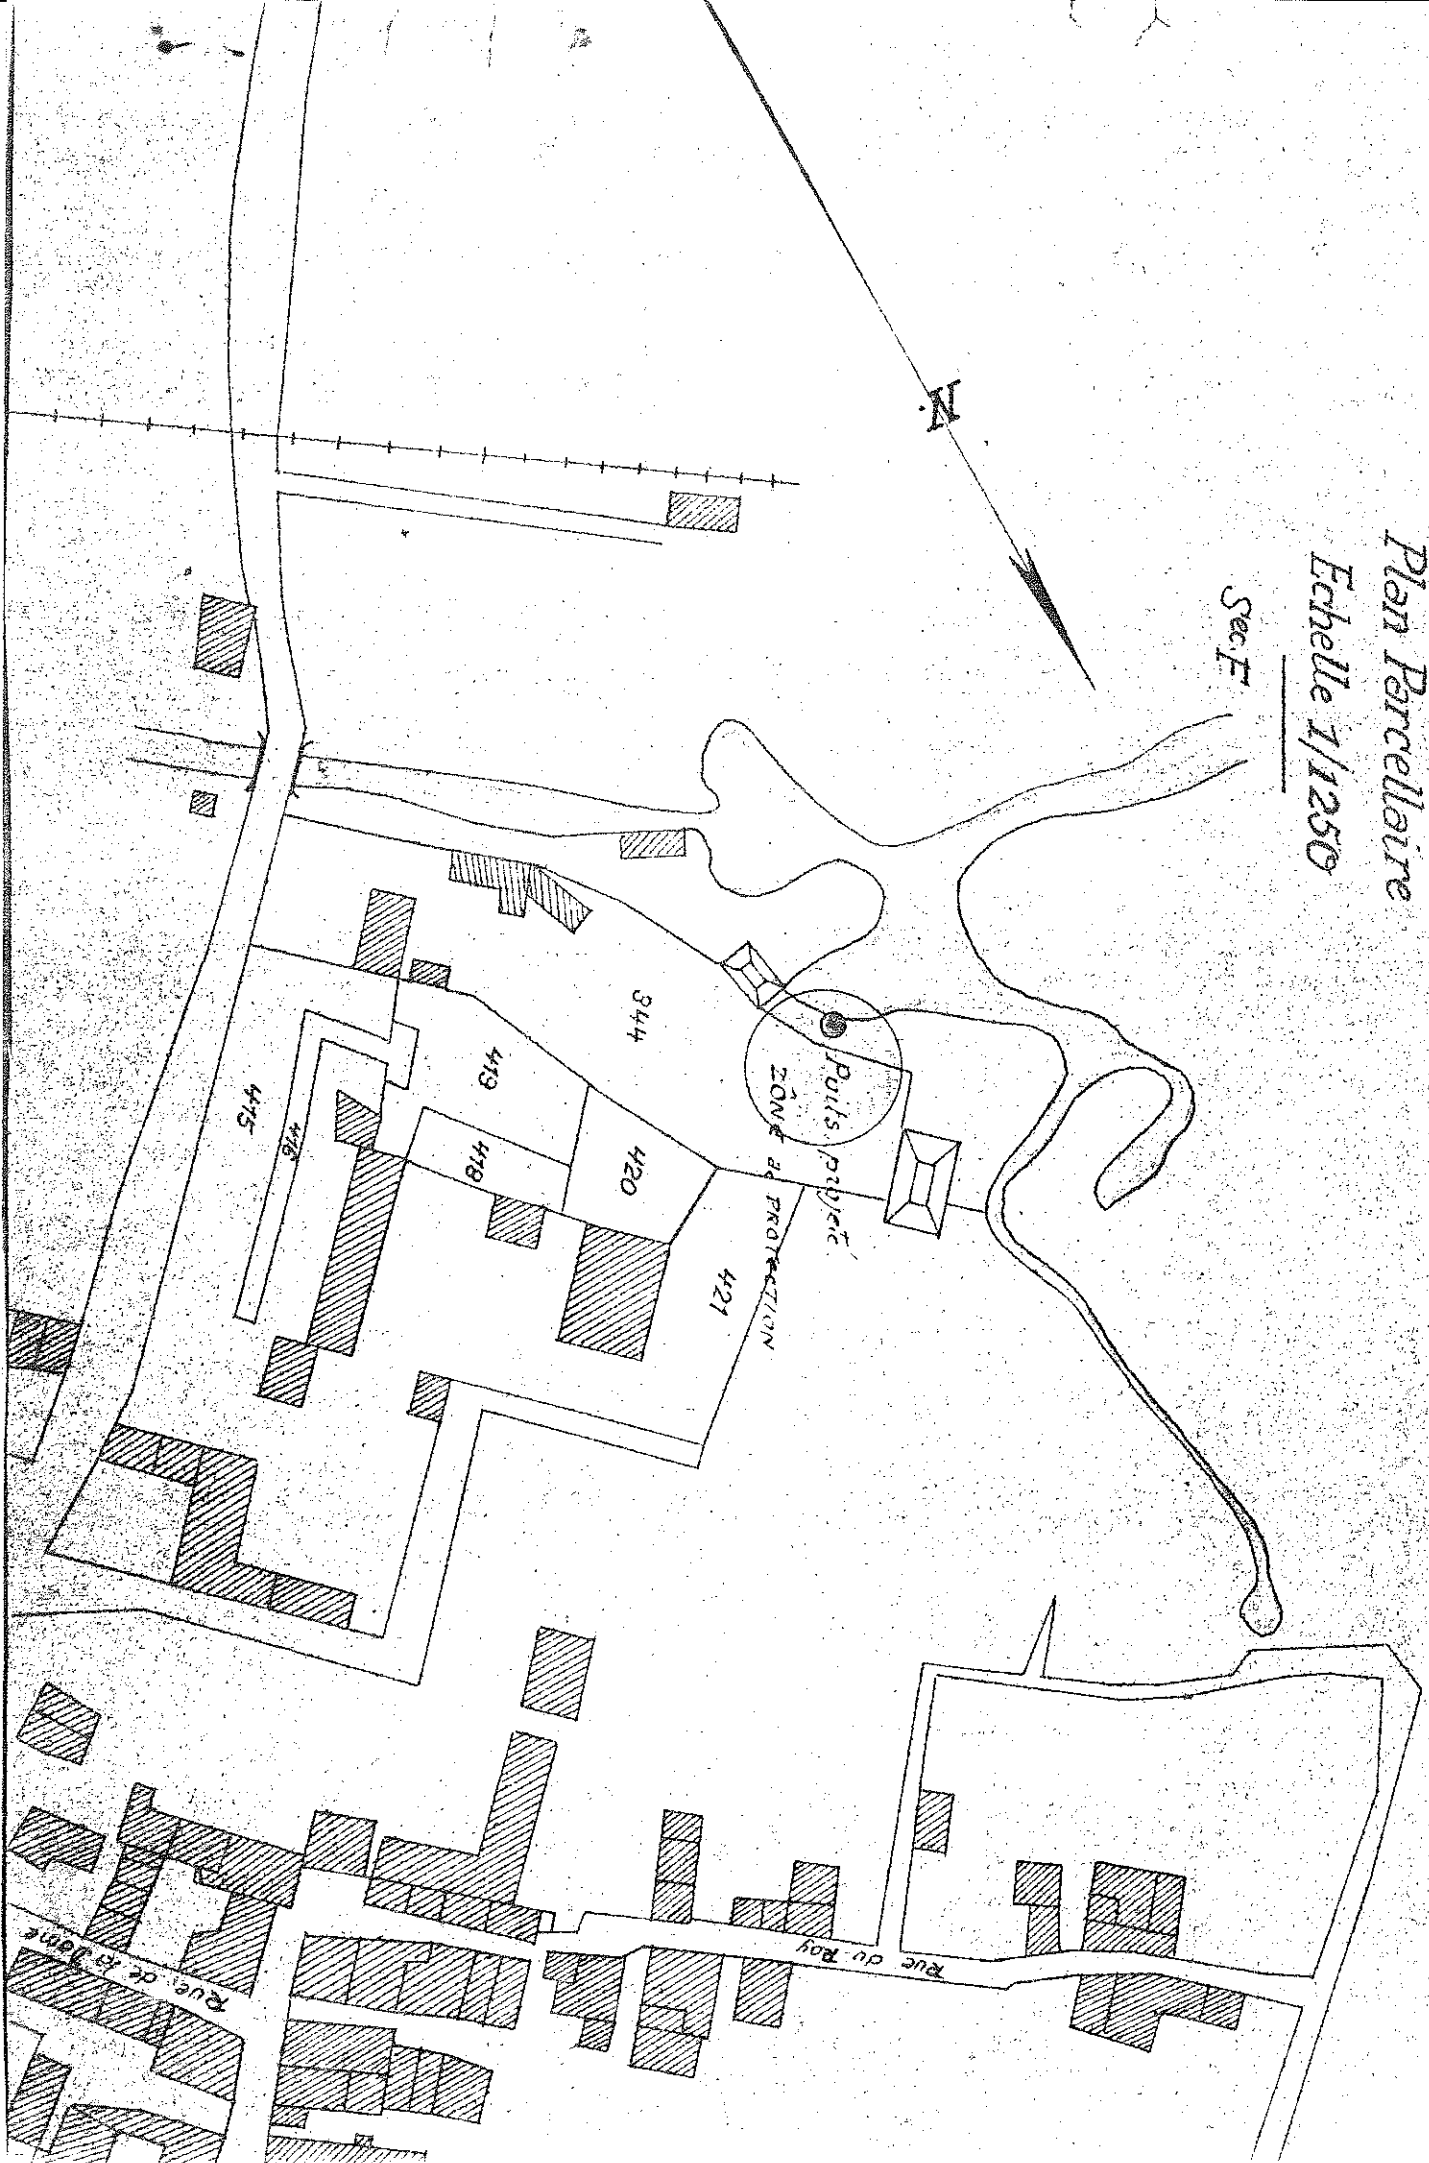 Plan Parcellaire
Echelle 1/1250
Sec. F
N
344
Puits projeté
ZÔNE de PROTECTION
419
418
420
421
415
416
Rue du Roy
Rue de la Dome